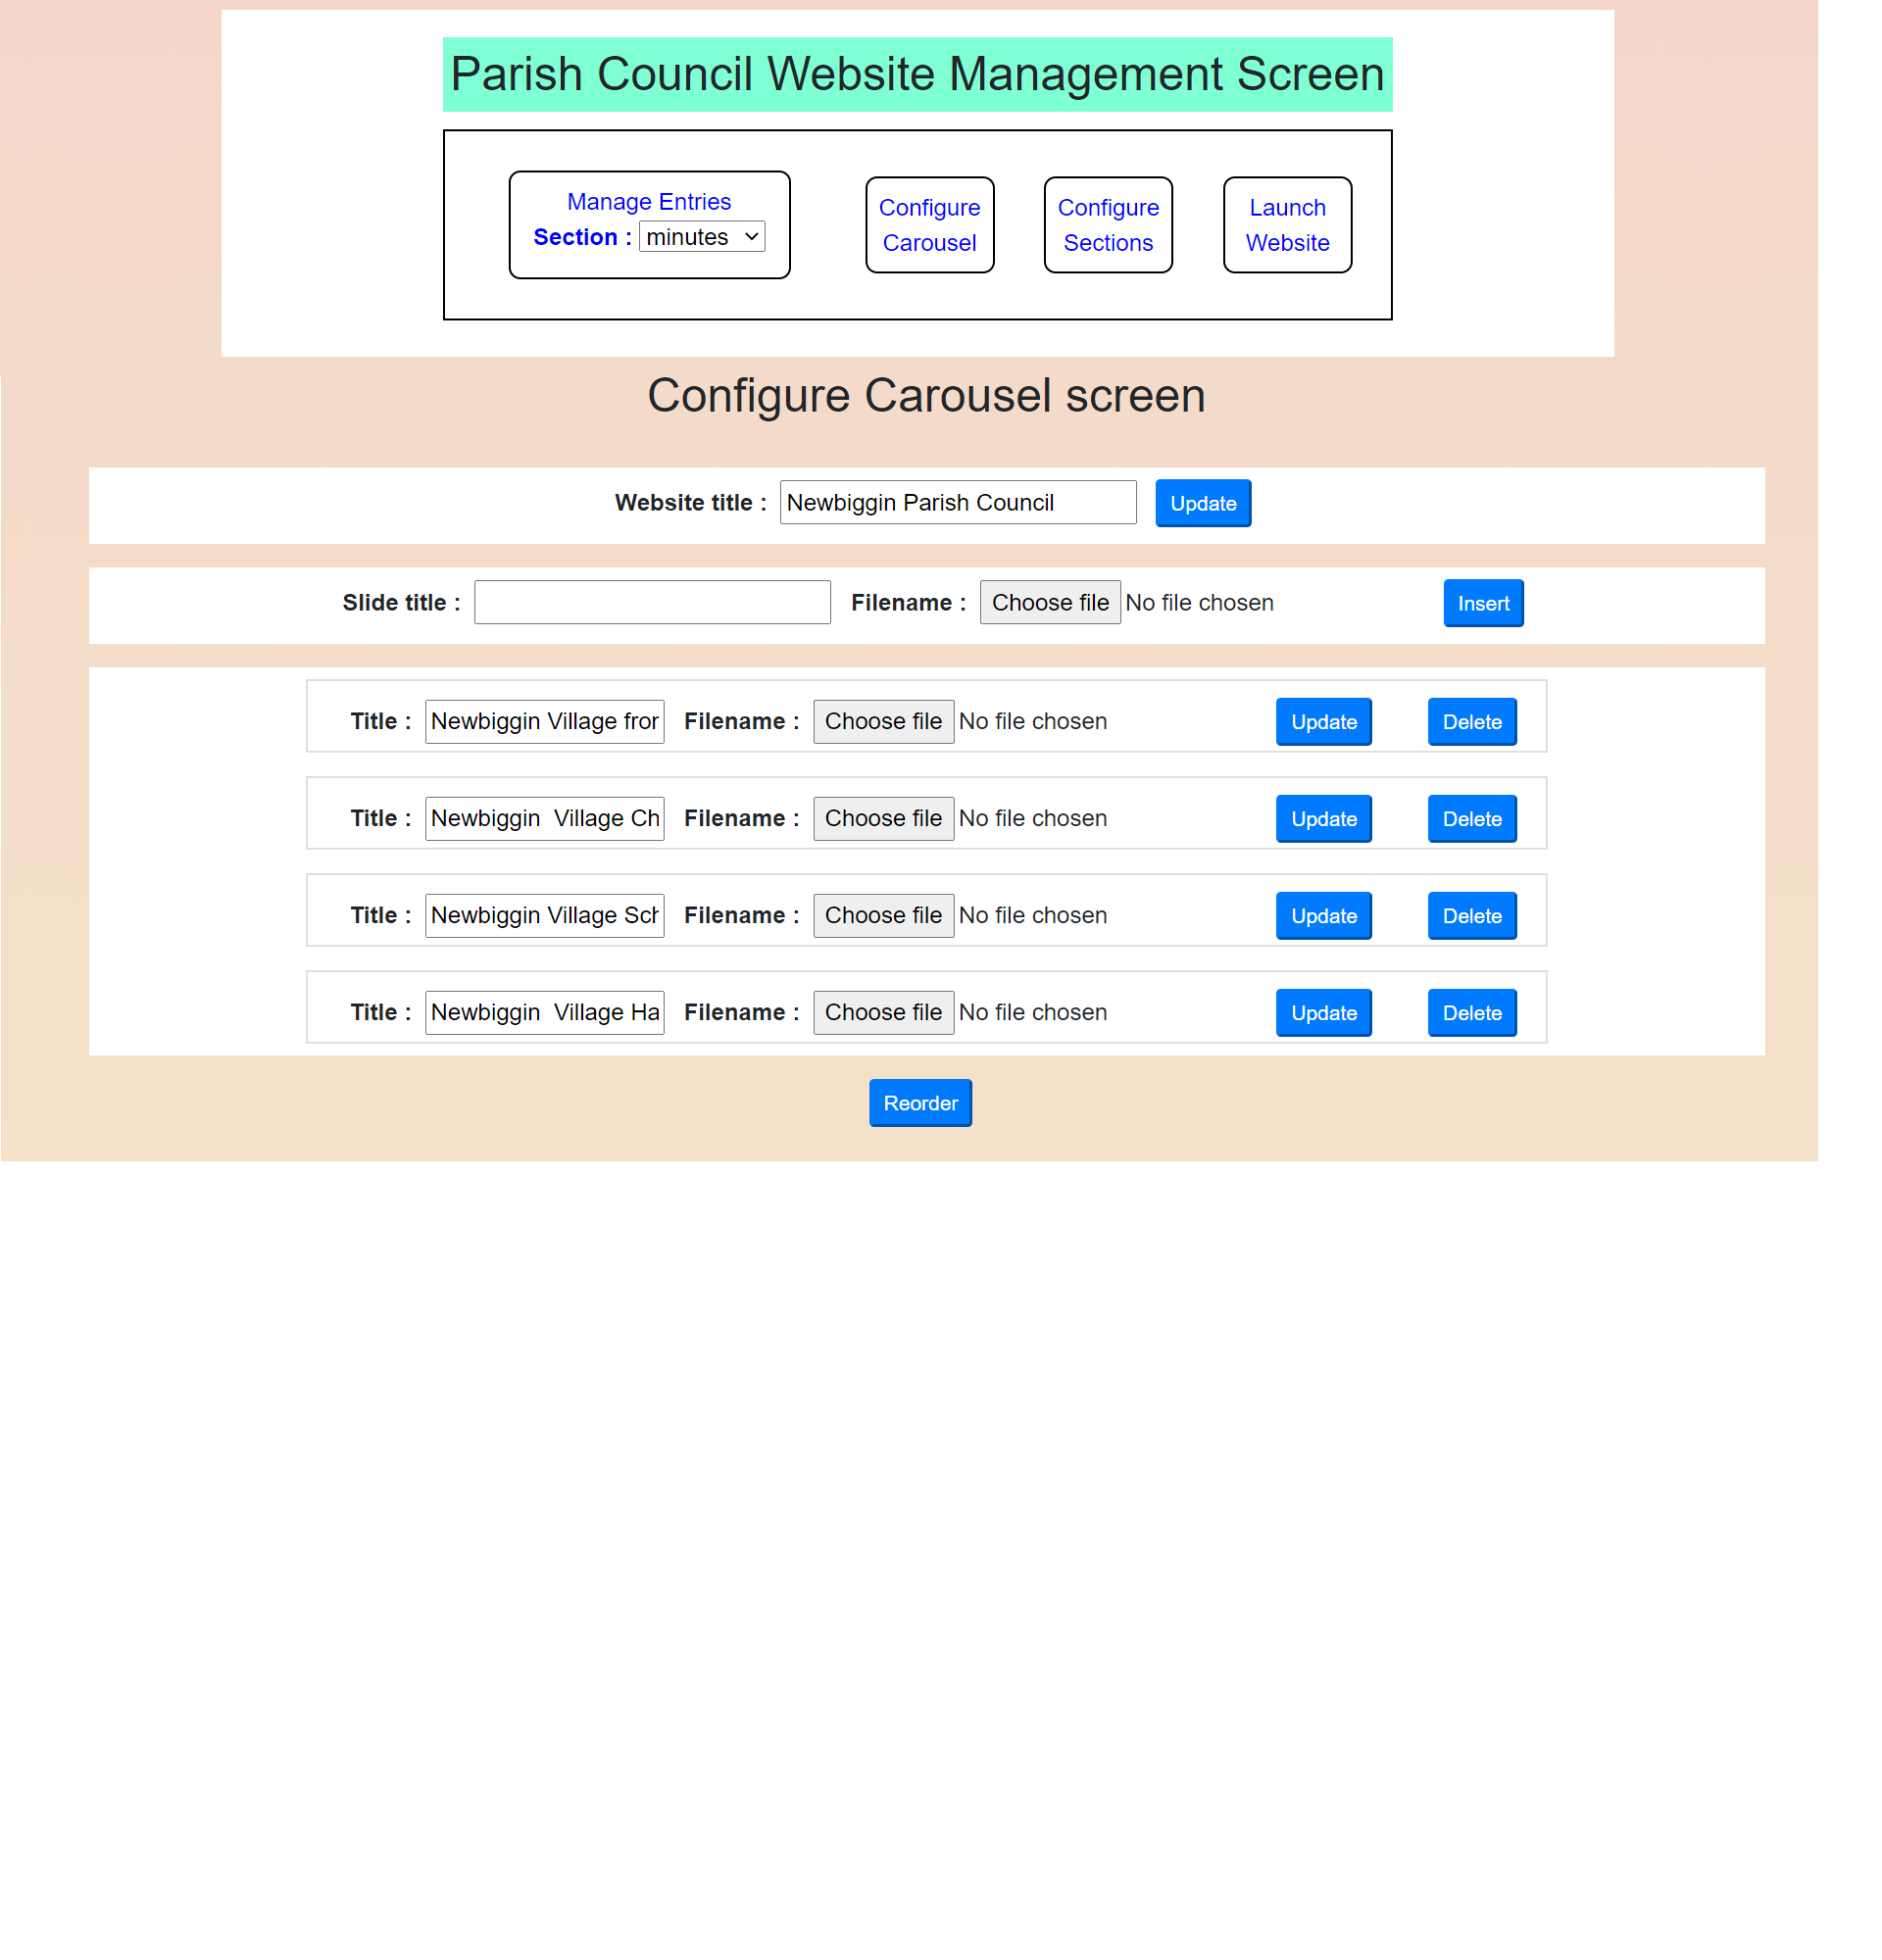 Parish Council Website Management Screen
Manage Entries
Section : minutes
Configure
Carousel
Configure
Sections
Launch
Website
Configure Carousel screen
Website title : Newbiggin Parish Council Update
Slide title : Filename : Choose file No file chosen Insert
Title : Newbiggin Village Filename : Choose file No file chosen Update Delete
Title : Newbiggin  Village Ch Filename : Choose file No file chosen Update Delete
Title : Newbiggin Village Sch Filename : Choose file No file chosen Update Delete
Title : Newbiggin  Village Ha Filename : Choose file No file chosen Update Delete
Reorder